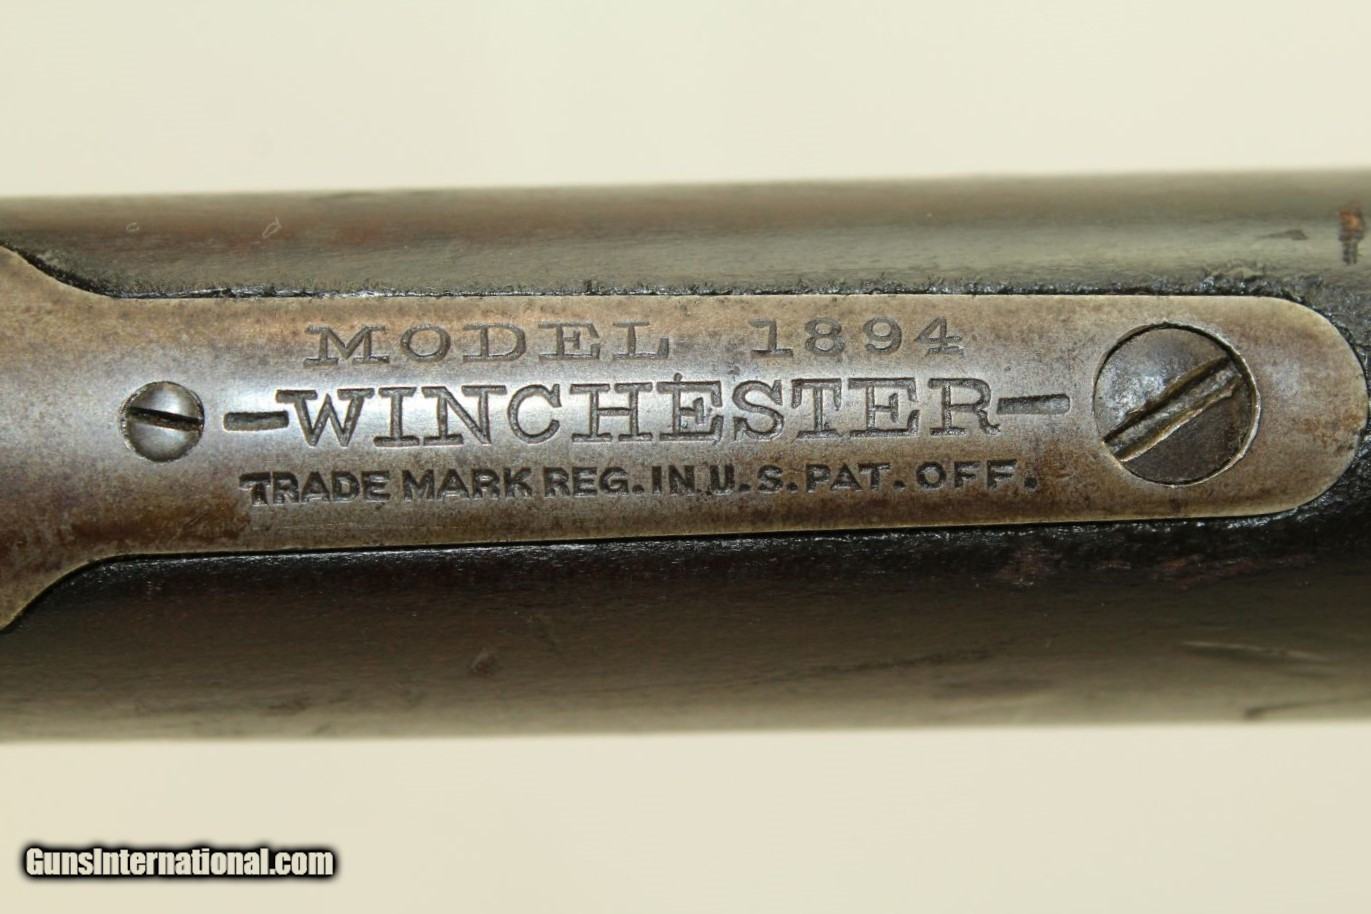 MODEL 1894
-WINCHESTER-
TRADE MARK REG. IN U.S. PAT. OFF.
GunsInternational.com